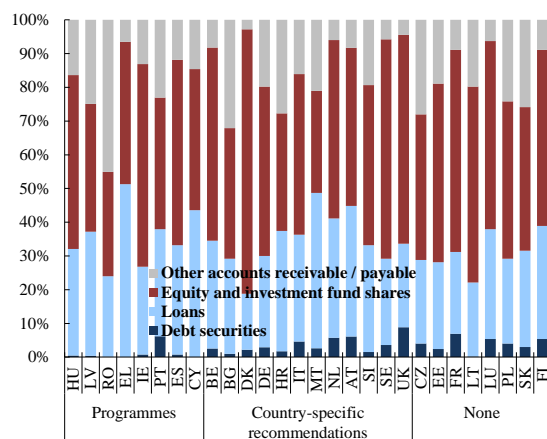 100%
90%
80%
70%
60%
50%
40%
30%
20%
10%
0%
Other accounts receivable / payable
Equity and investment fund shares
Loans
Debt securities
HU LV RO EL IE PT ES CY BE BG DK DE HR IT MT NL AT SI SE UK CZ EE FR LT LU PL SK FI
Programmes Country-specific recommendations None